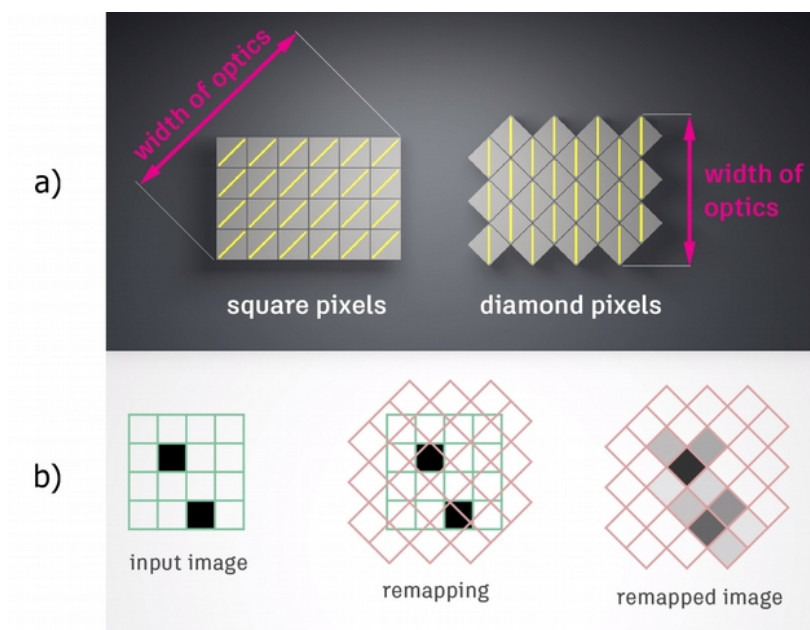 a)
width of optics
width of
optics
square pixels
diamond pixels
b)
input image
remapping
remapped image